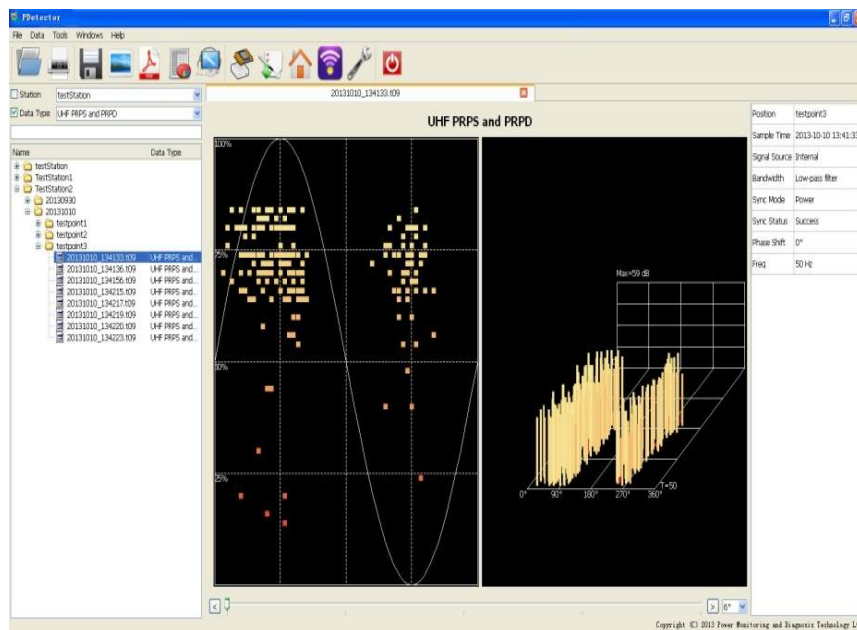 PDetector
File Data Tools Windows Help
Station testStation
Data Type UHF PRPS and PRPD
20131010_134133.t09
Name Data Type
testStation
TestStation1
TestStation2
20130930
20131010
testpoint1
testpoint2
testpoint3
20131010_134133.t09 UHF PRPS and...
20131010_134136.t09 UHF PRPS and...
20131010_134156.t09 UHF PRPS and...
20131010_134215.t09 UHF PRPS and...
20131010_134217.t09 UHF PRPS and...
20131010_134219.t09 UHF PRPS and...
20131010_134220.t09 UHF PRPS and...
20131010_134223.t09 UHF PRPS and...
UHF PRPS and PRPD
100%
75%
50%
25%
Max=59 dB
0° 90° 180° 270° 360°
T=50
Position testpoint3
Sample Time 2013-10-10 13:41:33
Signal Source Internal
Bandwidth Low-pass filter
Sync Mode Power
Sync Status Success
Phase Shift 0°
Freq 50 Hz
< > 6°
Copyright (C) 2013 Power Monitoring and Diagnosis Technology L